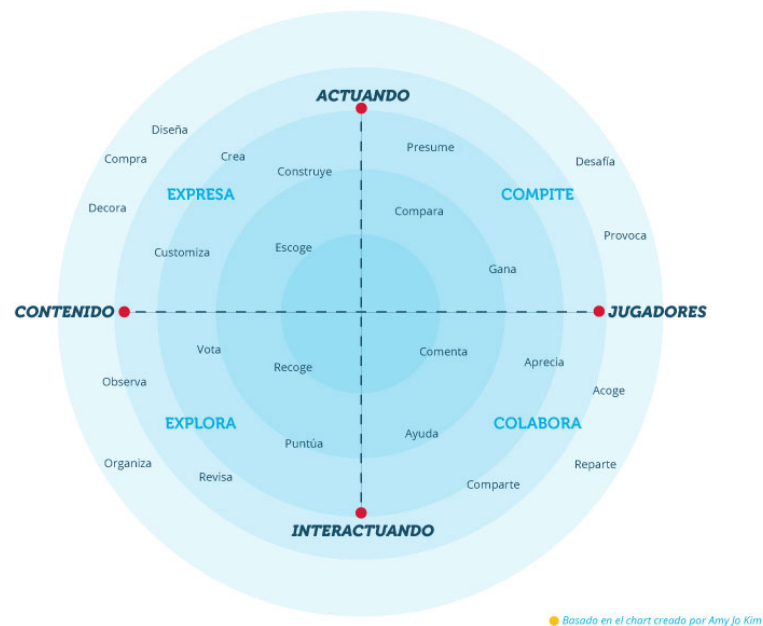 ACTUANDO
Diseña
Presume
Crea
Compra
Desafía
Construye
EXPRESA
COMPITE
Decora
Compara
Provoca
Escoge
Customiza
Gana
CONTENIDO
JUGADORES
Vota
Comenta
Aprecia
Recoge
Observa
Acoge
EXPLORA
COLABORA
Ayuda
Puntúa
Organiza
Reparte
Revisa
Comparte
INTERACTUANDO
Basado en el chart creado por Amy Jo Kim